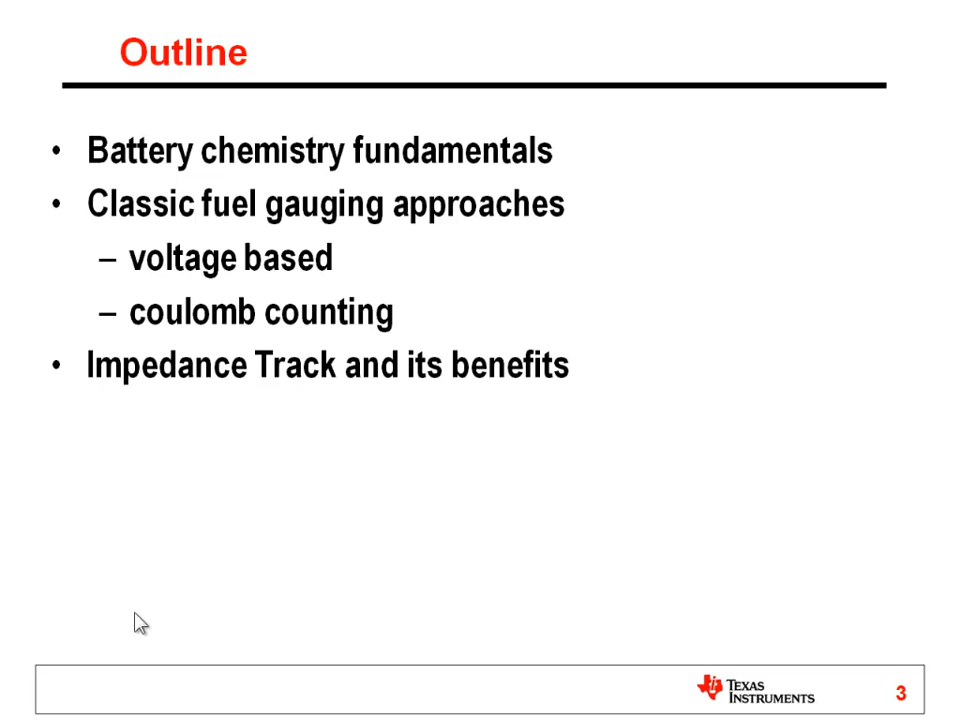 Outline
• Battery chemistry fundamentals
• Classic fuel gauging approaches
– voltage based
– coulomb counting
• Impedance Track and its benefits
TEXAS
INSTRUMENTS
3